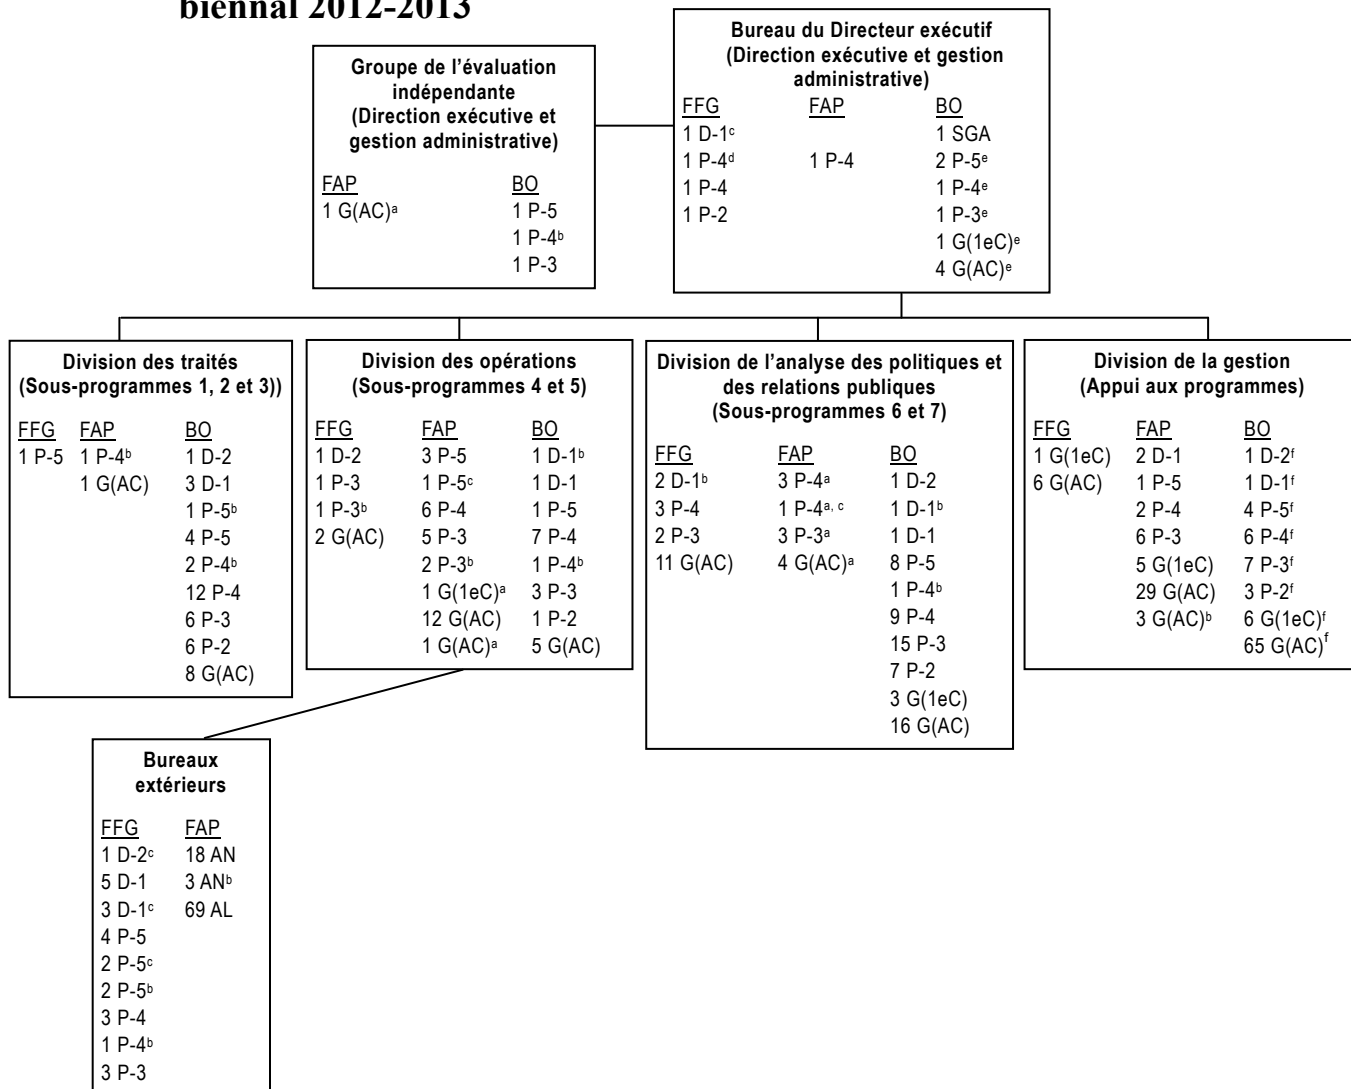 biennal 2012-2013
Bureau du Directeur exécutif
(Direction exécutive et gestion
administrative)
FFG FAP BO
1 D-1ᶜ 1 SGA
1 P-4ᵈ 1 P-4 2 P-5ᵉ
1 P-4 1 P-4ᵉ
1 P-2 1 P-3ᵉ
1 G(1eC)ᵉ
4 G(AC)ᵉ
Groupe de l’évaluation
indépendante
(Direction exécutive et
gestion administrative)
FAP BO
1 G(AC)ᵃ 1 P-5
1 P-4ᵇ
1 P-3
Division des traités
(Sous-programmes 1, 2 et 3))
FFG FAP BO
1 P-5 1 P-4ᵇ 1 D-2
1 G(AC) 3 D-1
1 P-5ᵇ
4 P-5
2 P-4ᵇ
12 P-4
6 P-3
6 P-2
8 G(AC)
Division des opérations
(Sous-programmes 4 et 5)
FFG FAP BO
1 D-2 3 P-5 1 D-1ᵇ
1 P-3 1 P-5ᶜ 1 D-1
1 P-3ᵇ 6 P-4 1 P-5
2 G(AC) 5 P-3 7 P-4
2 P-3ᵇ 1 P-4ᵇ
1 G(1eC)ᵃ 3 P-3
12 G(AC) 1 P-2
1 G(AC)ᵃ 5 G(AC)
Division de l’analyse des politiques et
des relations publiques
(Sous-programmes 6 et 7)
FFG FAP BO
2 D-1ᵇ 3 P-4ᵃ 1 D-2
3 P-4 1 P-4ᵃ, ᶜ 1 D-1ᵇ
2 P-3 3 P-3ᵃ 1 D-1
11 G(AC) 4 G(AC)ᵃ 8 P-5
1 P-4ᵇ
9 P-4
15 P-3
7 P-2
3 G(1eC)
16 G(AC)
Division de la gestion
(Appui aux programmes)
FFG FAP BO
1 G(1eC) 2 D-1 1 D-2ᶠ
6 G(AC) 1 P-5 1 D-1ᶠ
2 P-4 4 P-5ᶠ
6 P-3 6 P-4ᶠ
5 G(1eC) 7 P-3ᶠ
29 G(AC) 3 P-2ᶠ
3 G(AC)ᵇ 6 G(1eC)ᶠ
65 G(AC)ᶠ
Bureaux
extérieurs
FFG FAP
1 D-2ᶜ 18 AN
5 D-1 3 ANᵇ
3 D-1ᶜ 69 AL
4 P-5
2 P-5ᶜ
2 P-5ᵇ
3 P-4
1 P-4ᵇ
3 P-3